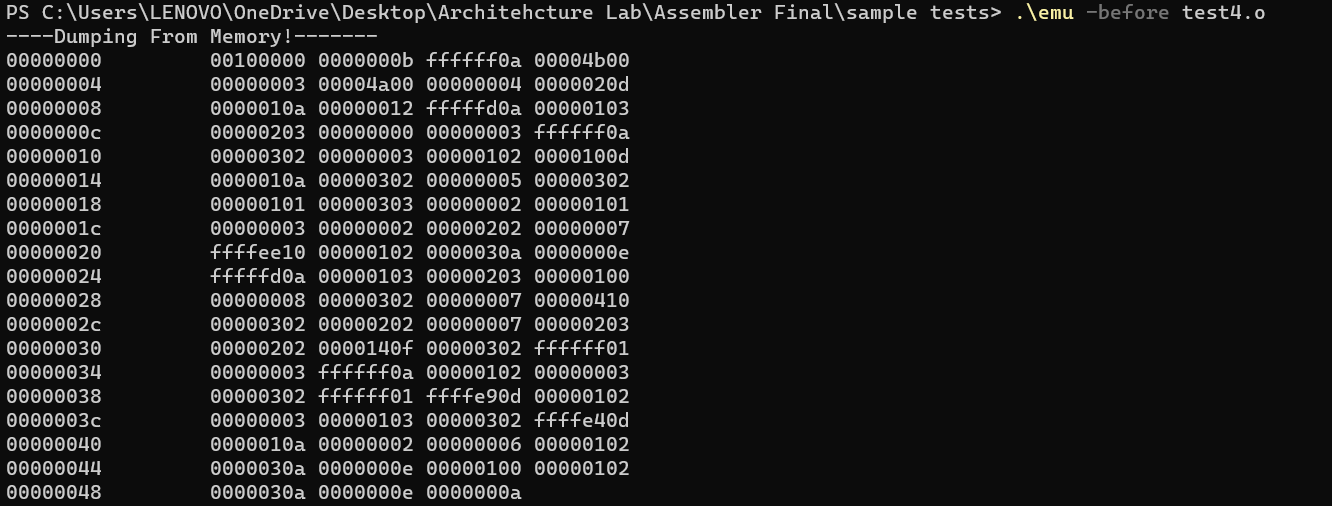 PS C:\Users\LENOVO\OneDrive\Desktop\Architehcture Lab\Assembler Final\sample tests> .\emu -before test4.o
----Dumping From Memory!-------
00000000 00100000 0000000b ffffff0a 00004b00
00000004 00000003 00004a00 00000004 0000020d
00000008 0000010a 00000012 fffffd0a 00000103
0000000c 00000203 00000000 00000003 ffffff0a
00000010 00000302 00000003 00000102 0000100d
00000014 0000010a 00000302 00000005 00000302
00000018 00000101 00000303 00000002 00000101
0000001c 00000003 00000002 00000202 00000007
00000020 ffffee10 00000102 0000030a 0000000e
00000024 fffffd0a 00000103 00000203 00000100
00000028 00000008 00000302 00000007 00000410
0000002c 00000302 00000202 00000007 00000203
00000030 00000202 0000140f 00000302 ffffff01
00000034 00000003 ffffff0a 00000102 00000003
00000038 00000302 ffffff01 ffffe90d 00000102
0000003c 00000003 00000103 00000302 ffffe40d
00000040 0000010a 00000002 00000006 00000102
00000044 0000030a 0000000e 00000100 00000102
00000048 0000030a 0000000e 0000000a